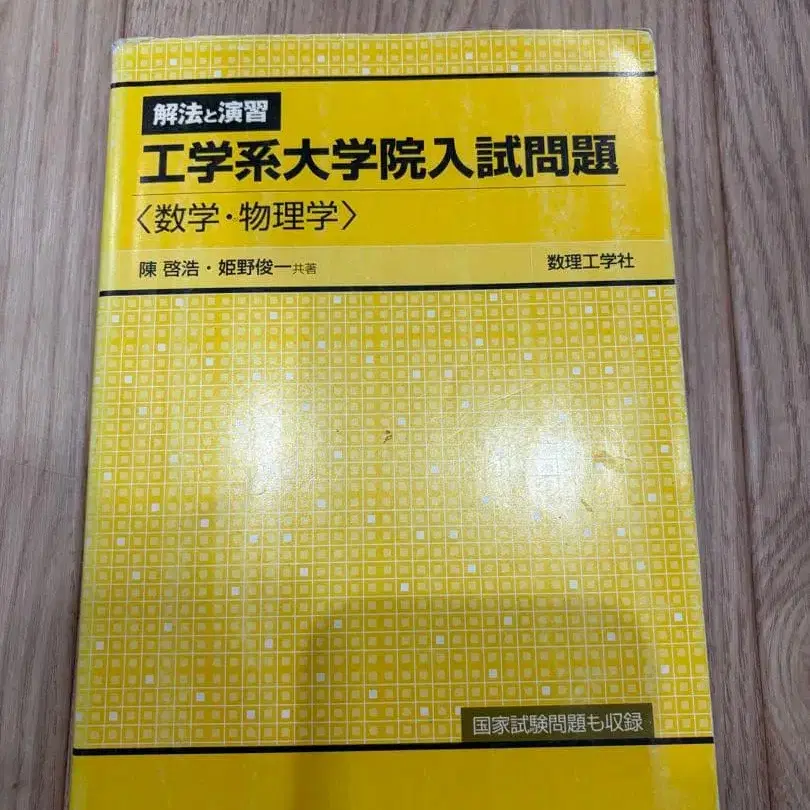 解法と演習
工学系大学院入試問題
〈数学・物理学〉
陳 啓浩・姫野俊一共著
数理工学社
国家試験問題も収録